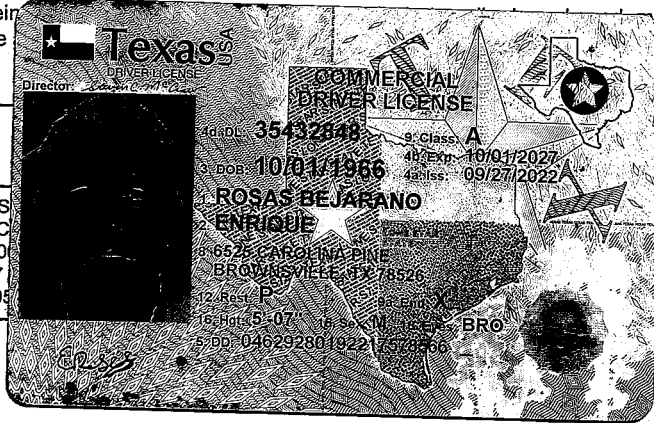 Texas USA
DRIVER LICENSE
Director:
COMMERCIAL
DRIVER LICENSE
4d. DL: 35432848
9. Class: A
3. DOB: 10/01/1966
4b. Exp: 10/01/2027
4a. Iss: 09/27/2022
1. ROSAS BEJARANO
2. ENRIQUE
8. 6525 CAROLINA PINE
BROWNSVILLE, TX 78526
12. Rest: P
9a. End: X
16. Hgt: 5'-07"
15. Sex: M
18. Eyes: BRO
5. DD: